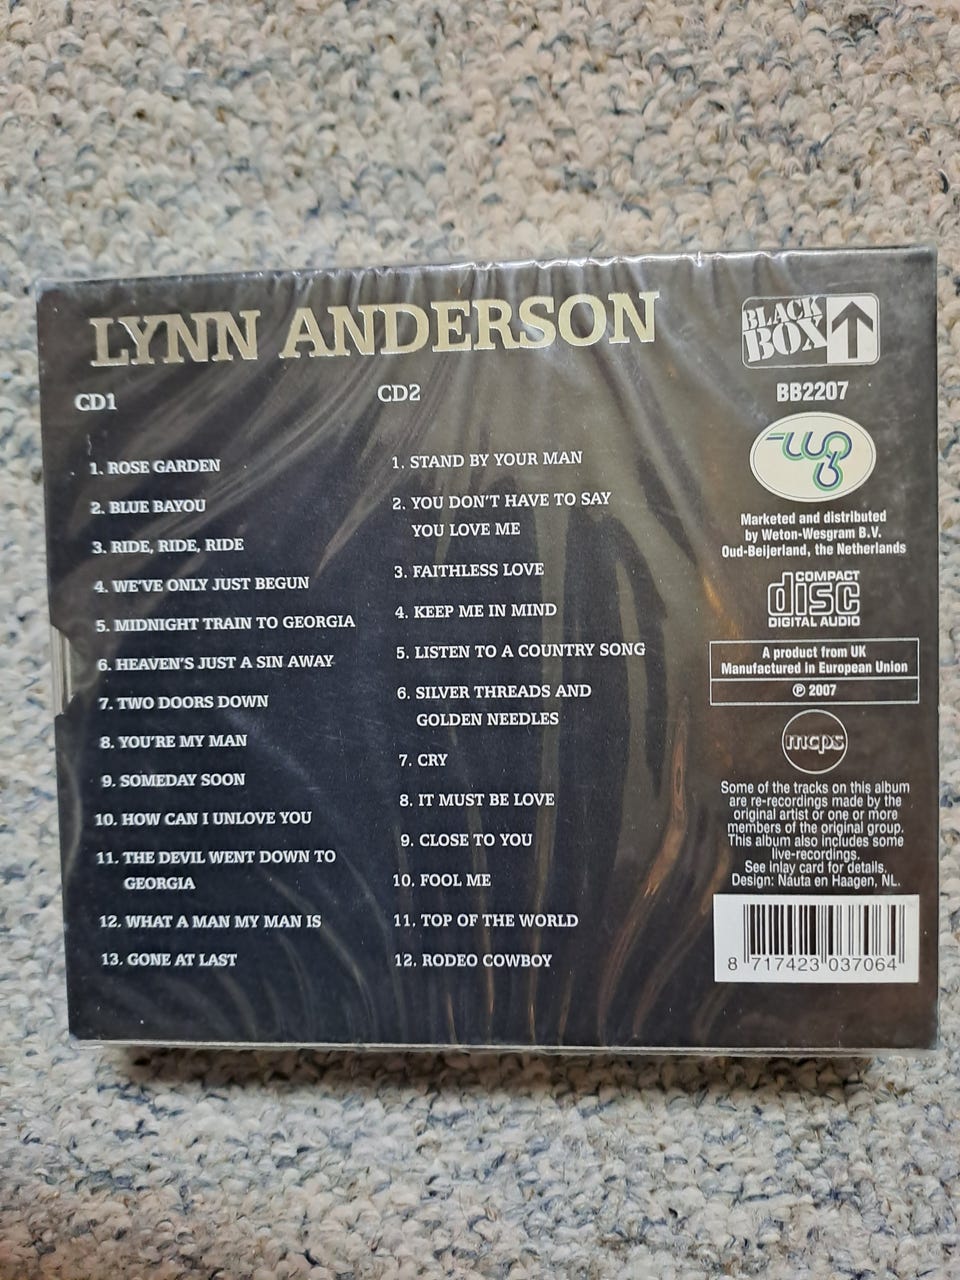 LYNN ANDERSON
CD1
1. ROSE GARDEN
2. BLUE BAYOU
3. RIDE, RIDE, RIDE
4. WE'VE ONLY JUST BEGUN
5. MIDNIGHT TRAIN TO GEORGIA
6. HEAVEN'S JUST A SIN AWAY
7. TWO DOORS DOWN
8. YOU'RE MY MAN
9. SOMEDAY SOON
10. HOW CAN I UNLOVE YOU
11. THE DEVIL WENT DOWN TO
GEORGIA
12. WHAT A MAN MY MAN IS
13. GONE AT LAST
CD2
1. STAND BY YOUR MAN
2. YOU DON'T HAVE TO SAY
YOU LOVE ME
3. FAITHLESS LOVE
4. KEEP ME IN MIND
5. LISTEN TO A COUNTRY SONG
6. SILVER THREADS AND
GOLDEN NEEDLES
7. CRY
8. IT MUST BE LOVE
9. CLOSE TO YOU
10. FOOL ME
11. TOP OF THE WORLD
12. RODEO COWBOY
BLACK
BOX
BB2207
Marketed and distributed
by Weton-Wesgram B.V.
Oud-Beijerland, the Netherlands
COMPACT
disc
DIGITAL AUDIO
A product from UK
Manufactured in European Union
℗ 2007
mcps
Some of the tracks on this album
are re-recordings made by the
original artist or one or more
members of the original group.
This album also includes some
live-recordings.
See inlay card for details.
Design: Nauta en Haagen, NL.
8 717423 037064